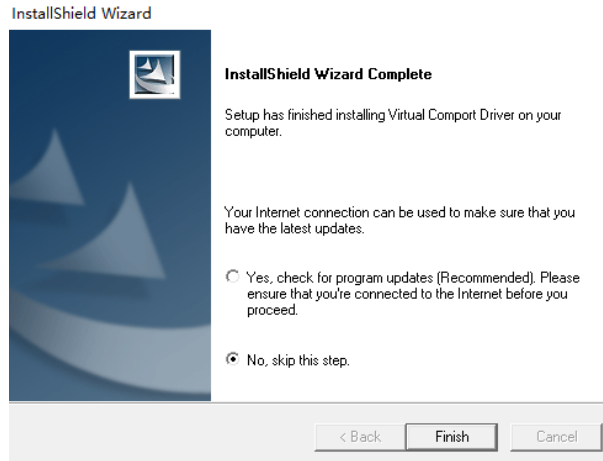 InstallShield Wizard
InstallShield Wizard Complete
Setup has finished installing Virtual Comport Driver on your
computer.
Your Internet connection can be used to make sure that you
have the latest updates.
Yes, check for program updates (Recommended). Please
ensure that you're connected to the Internet before you
proceed.
No, skip this step.
< Back
Finish
Cancel